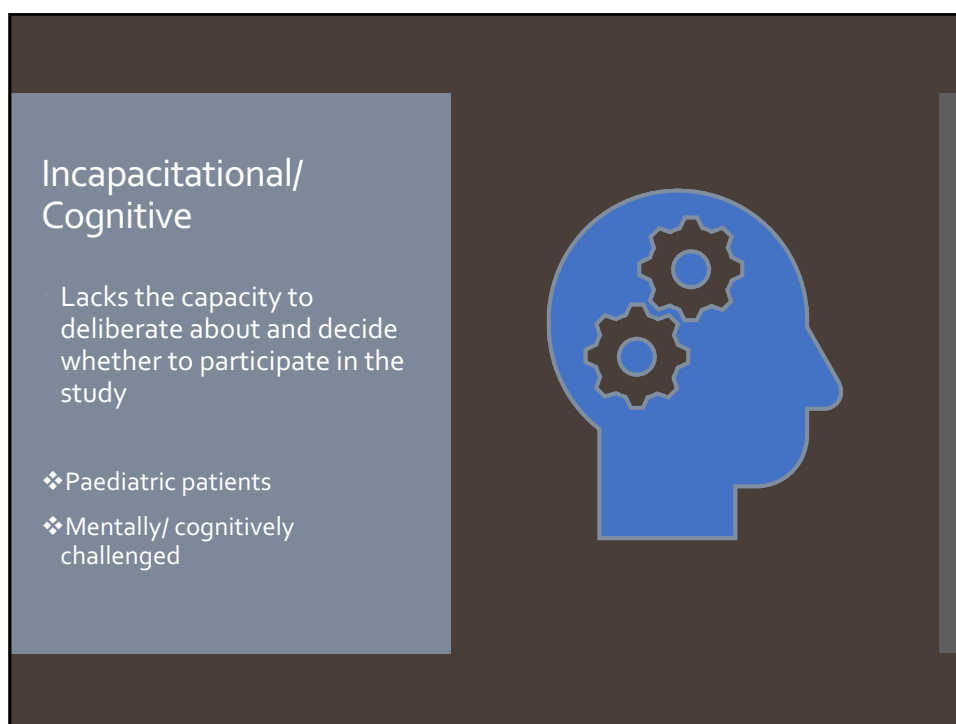 Incapacitational/
Cognitive
Lacks the capacity to
deliberate about and decide
whether to participate in the
study
❖Paediatric patients
❖Mentally/ cognitively
challenged